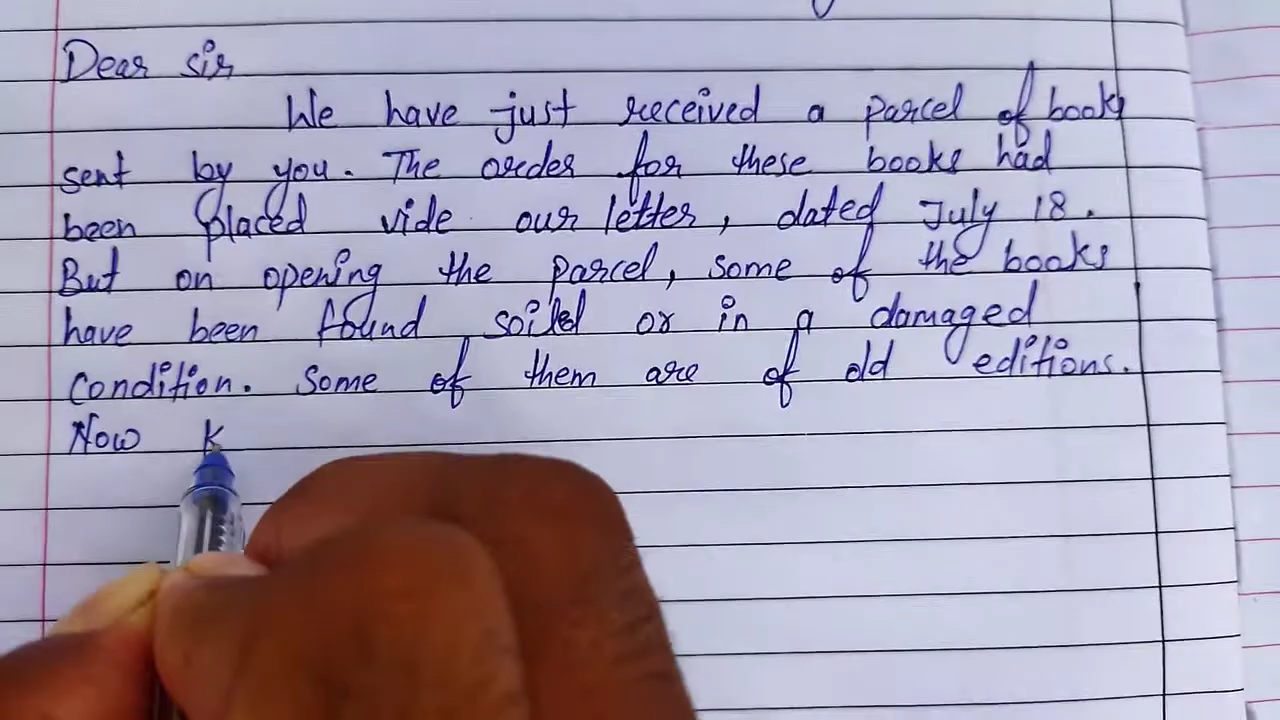 Dear sir
We have just received a parcel of books
sent by you. The order for these books had
been placed vide our letter, dated July 18.
But on opening the parcel, some of the books
have been found soiled or in a damaged
condition. Some of them are of old editions.
Now K